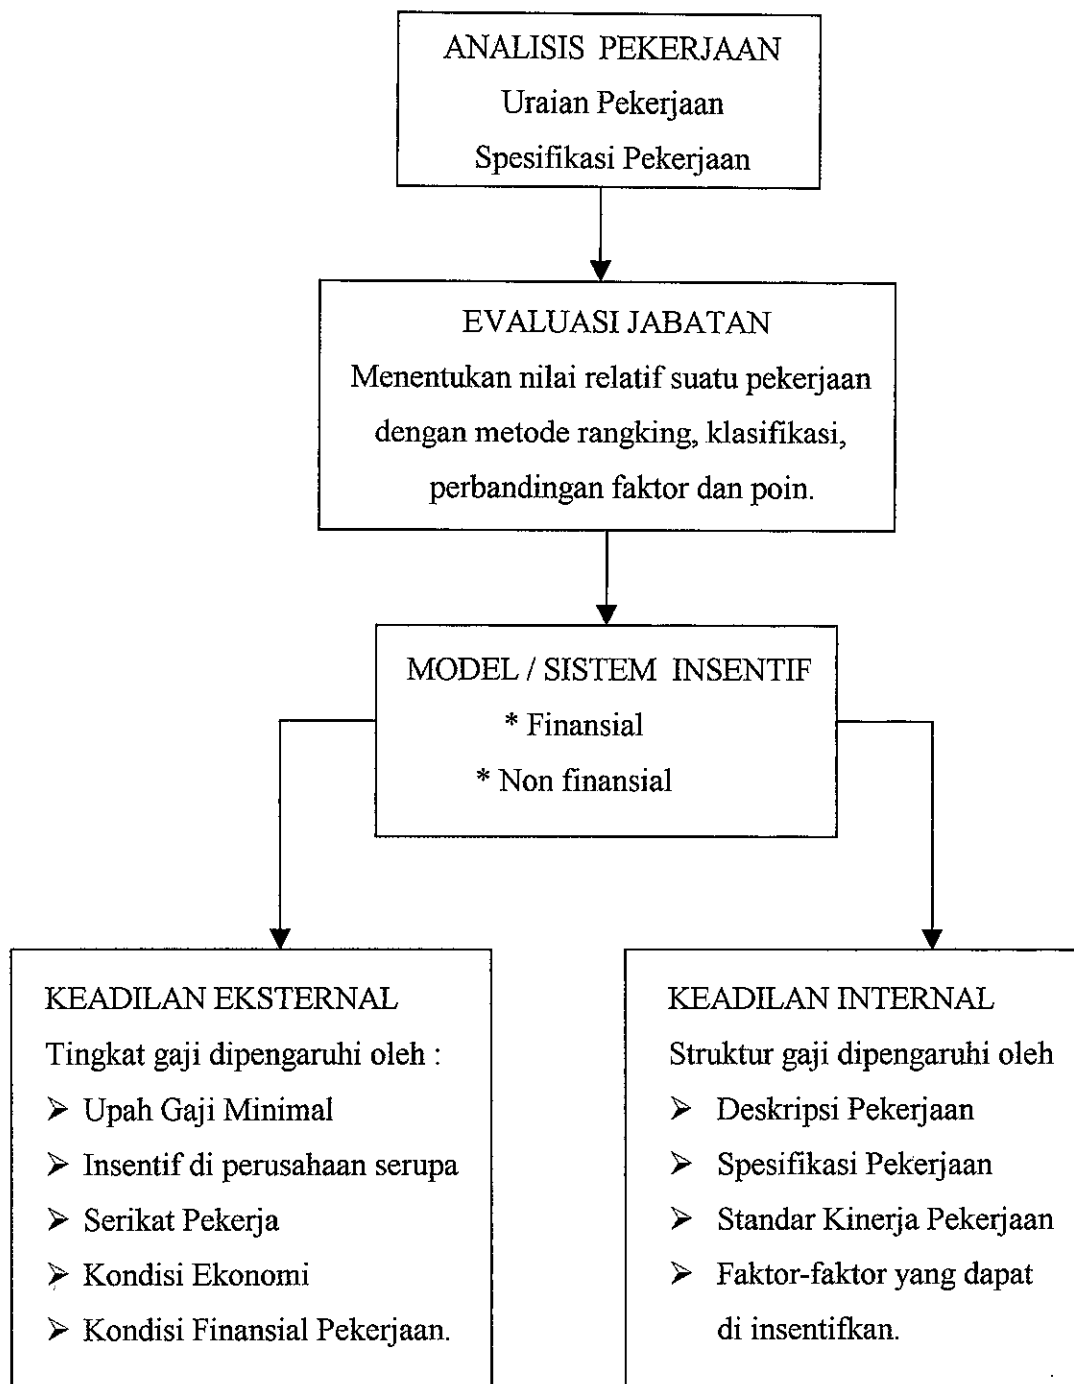 ANALISIS PEKERJAAN
Uraian Pekerjaan
Spesifikasi Pekerjaan
EVALUASI JABATAN
Menentukan nilai relatif suatu pekerjaan
dengan metode rangking, klasifikasi,
perbandingan faktor dan poin.
MODEL / SISTEM INSENTIF
* Finansial
* Non finansial
KEADILAN EKSTERNAL
Tingkat gaji dipengaruhi oleh :
➢ Upah Gaji Minimal
➢ Insentif di perusahaan serupa
➢ Serikat Pekerja
➢ Kondisi Ekonomi
➢ Kondisi Finansial Pekerjaan.
KEADILAN INTERNAL
Struktur gaji dipengaruhi oleh
➢ Deskripsi Pekerjaan
➢ Spesifikasi Pekerjaan
➢ Standar Kinerja Pekerjaan
➢ Faktor-faktor yang dapat
di insentifkan.